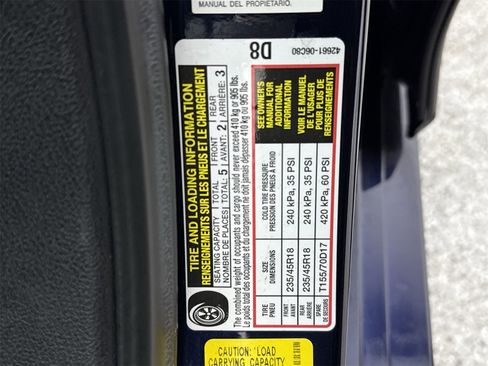 MANUAL DEL PROPIETARIO.
TIRE AND LOADING INFORMATION
RENSEIGNEMENTS SUR LES PNEUS ET LE CHARGEMENT
SEATING CAPACITY TOTAL 5 FRONT 2 REAR 3
NOMBRE DE PLACES TOTAL: AVANT: ARRIÈRE:
The combined weight of occupants and cargo should never exceed 410 kg or 905 lbs.
Le poids total des occupants et du chargement ne doit jamais dépasser 410 kg ou 905 lbs.
TIRE SIZE COLD TIRE PRESSURE
PNEU DIMENSIONS PRESSION DES PNEUS À FROID
FRONT 235/45R18 240 kPa, 35 PSI
AVANT
REAR 235/45R18 240 kPa, 35 PSI
ARRIÈRE
SPARE T155/70D17 420 kPa, 60 PSI
DE SECOURS
SEE OWNER'S
MANUAL FOR
ADDITIONAL
INFORMATION
VOIR LE MANUEL
DE L'USAGER
POUR PLUS DE
RENSEIGNEMENTS
D8
42661-06C80
CAUTION: LOAD
CARRYING CAPACITY